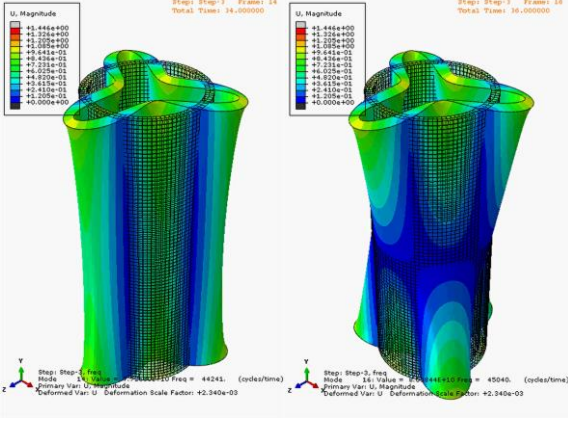 Step: Step-3 Frame: 14
Total Time: 34.000000
U, Magnitude
+1.446e+00
+1.326e+00
+1.205e+00
+1.085e+00
+9.641e-01
+8.436e-01
+7.231e-01
+6.025e-01
+4.820e-01
+3.615e-01
+2.410e-01
+1.205e-01
+0.000e+00
Y
Z
X
Step: Step-3, freq
Mode 14: Value = Freq = 44241. (cycles/time)
Primary Var: U, Magnitude
Deformed Var: U Deformation Scale Factor: +2.340e-03
Step: Step-3 Frame: 16
Total Time: 36.000000
U, Magnitude
+1.446e+00
+1.326e+00
+1.205e+00
+1.085e+00
+9.641e-01
+8.436e-01
+7.231e-01
+6.025e-01
+4.820e-01
+3.615e-01
+2.410e-01
+1.205e-01
+0.000e+00
Y
Z
X
Step: Step-3, freq
Mode 16: Value = Freq = 45040. (cycles/time)
Primary Var: U, Magnitude
Deformed Var: U Deformation Scale Factor: +2.340e-03